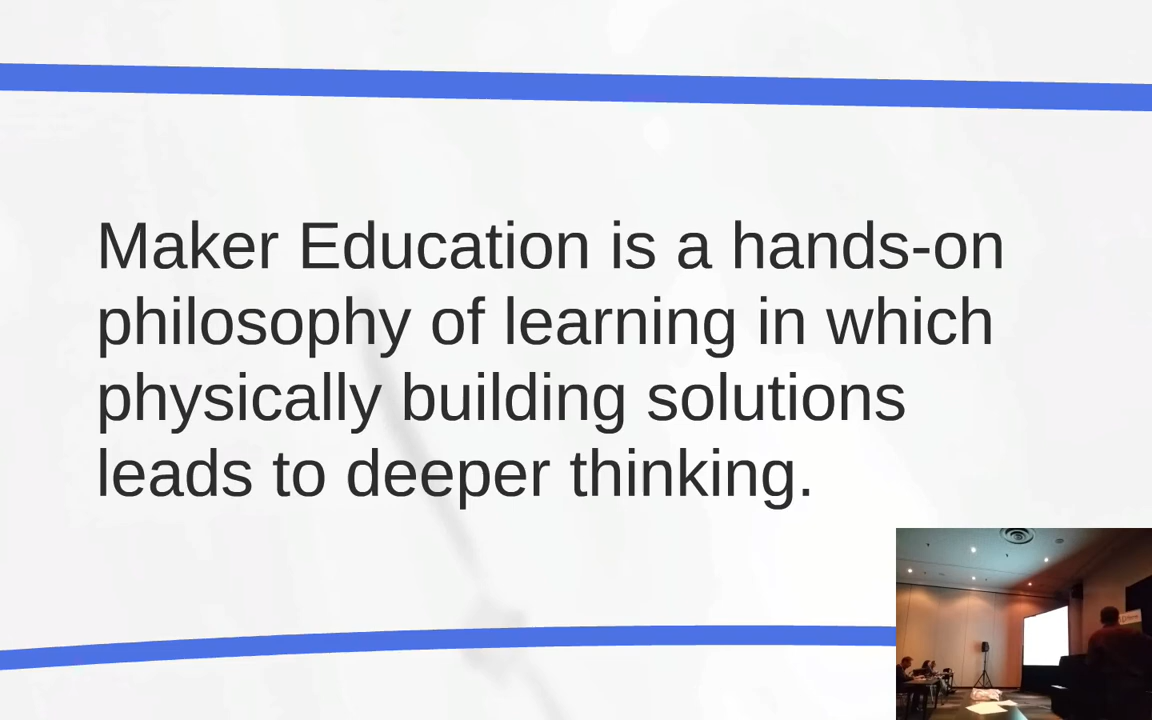 Maker Education is a hands-on
philosophy of learning in which
physically building solutions
leads to deeper thinking.